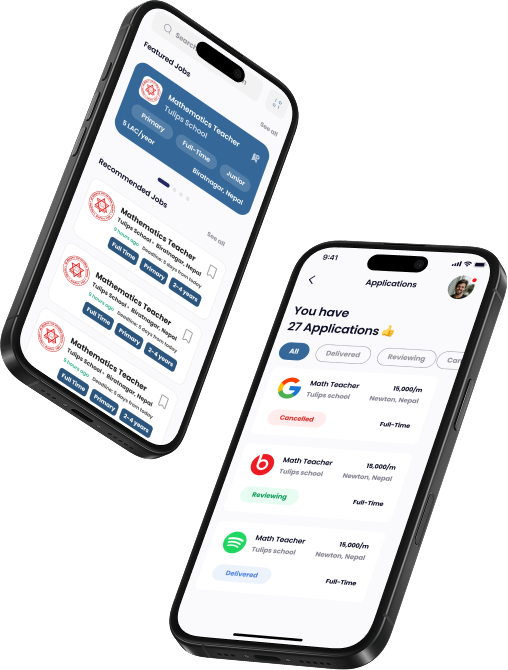 Search
Featured Jobs
See all
Mathematics Teacher
Tulips School
Primary
Full-Time
Junior
5 LAC/year
Biratnagar, Nepal
Recommended Jobs
See all
Mathematics Teacher
Tulips School - Biratnagar, Nepal
9 hours ago Deadline: 5 days from today
Full Time Primary 2-4 years
Mathematics Teacher
Tulips School - Biratnagar, Nepal
9 hours ago Deadline: 5 days from today
Full Time Primary 2-4 years
Mathematics Teacher
Tulips School - Biratnagar, Nepal
9 hours ago Deadline: 5 days from today
Full Time Primary 2-4 years
9:41
Applications
You have
27 Applications 👍
All Delivered Reviewing
Math Teacher 15,000/m
Tulips school Newton, Nepal
Cancelled Full-Time
Math Teacher 15,000/m
Tulips school Newton, Nepal
Reviewing Full-Time
Math Teacher 15,000/m
Tulips school Newton, Nepal
Delivered Full-Time